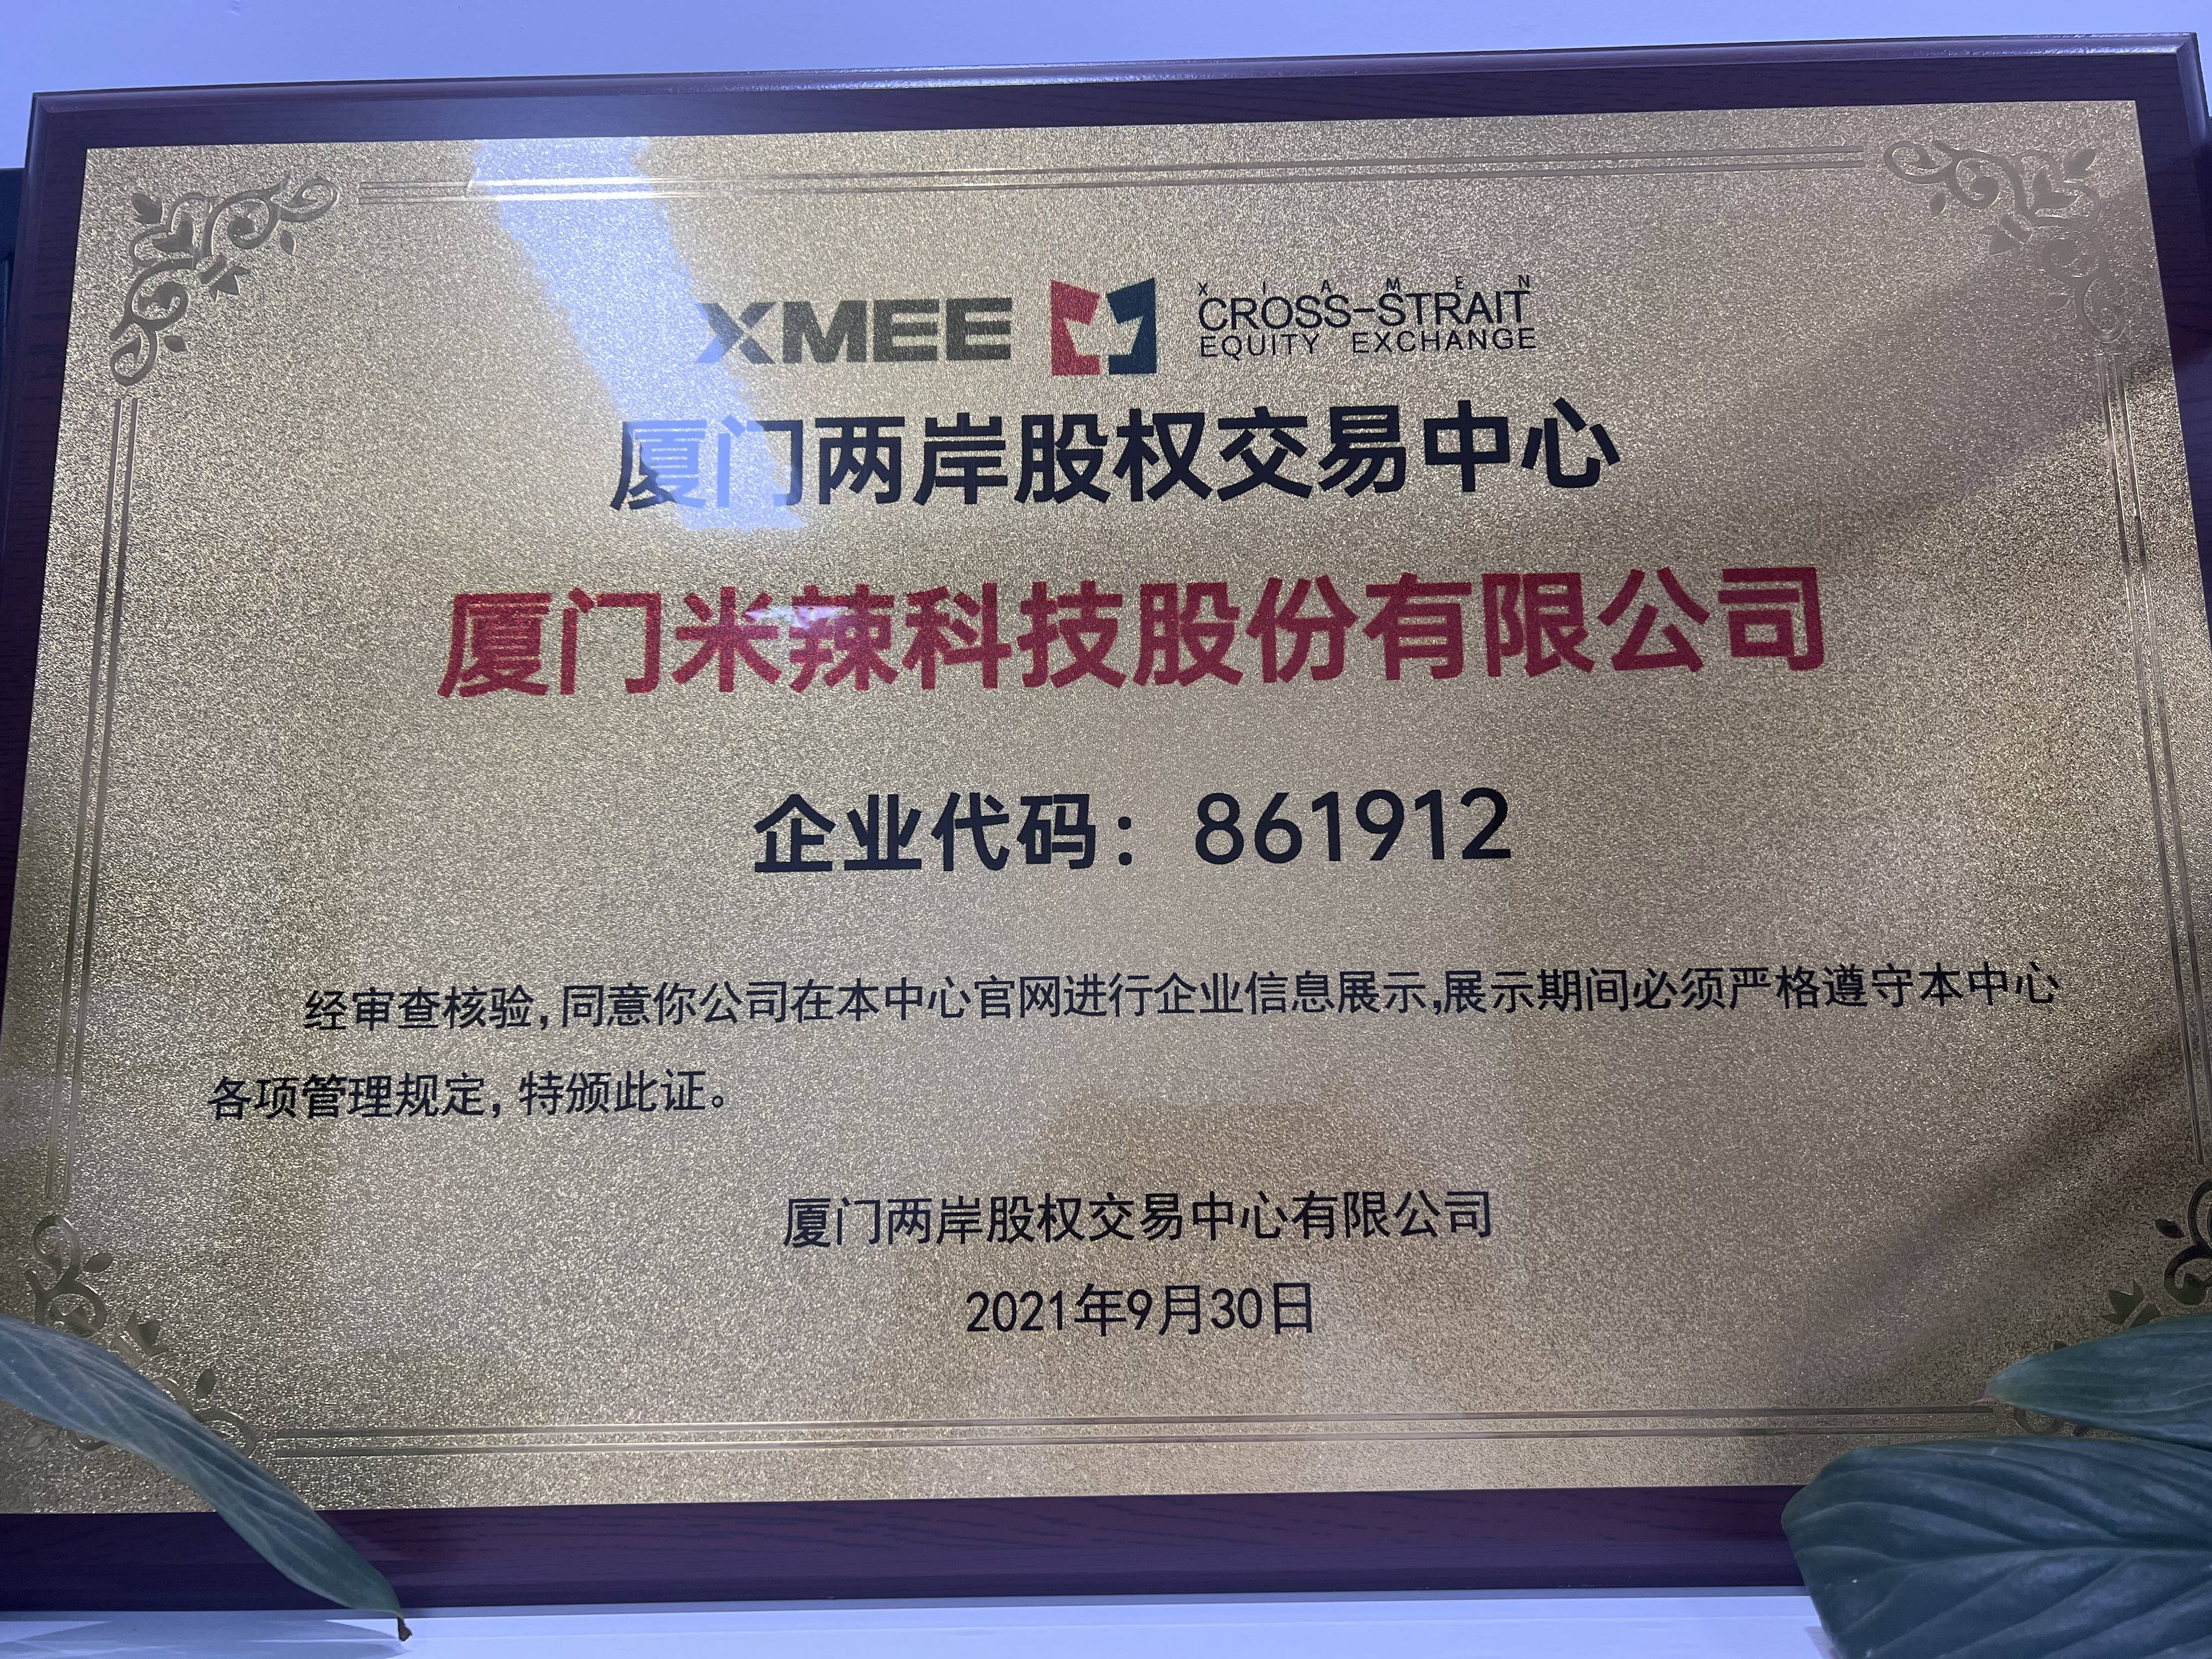 XMEE
XIAMEN
CROSS-STRAIT
EQUITY EXCHANGE
厦门两岸股权交易中心
厦门米辣科技股份有限公司
企业代码：861912
经审查核验,同意你公司在本中心官网进行企业信息展示,展示期间必须严格遵守本中心
各项管理规定,特颁此证。
厦门两岸股权交易中心有限公司
2021年9月30日